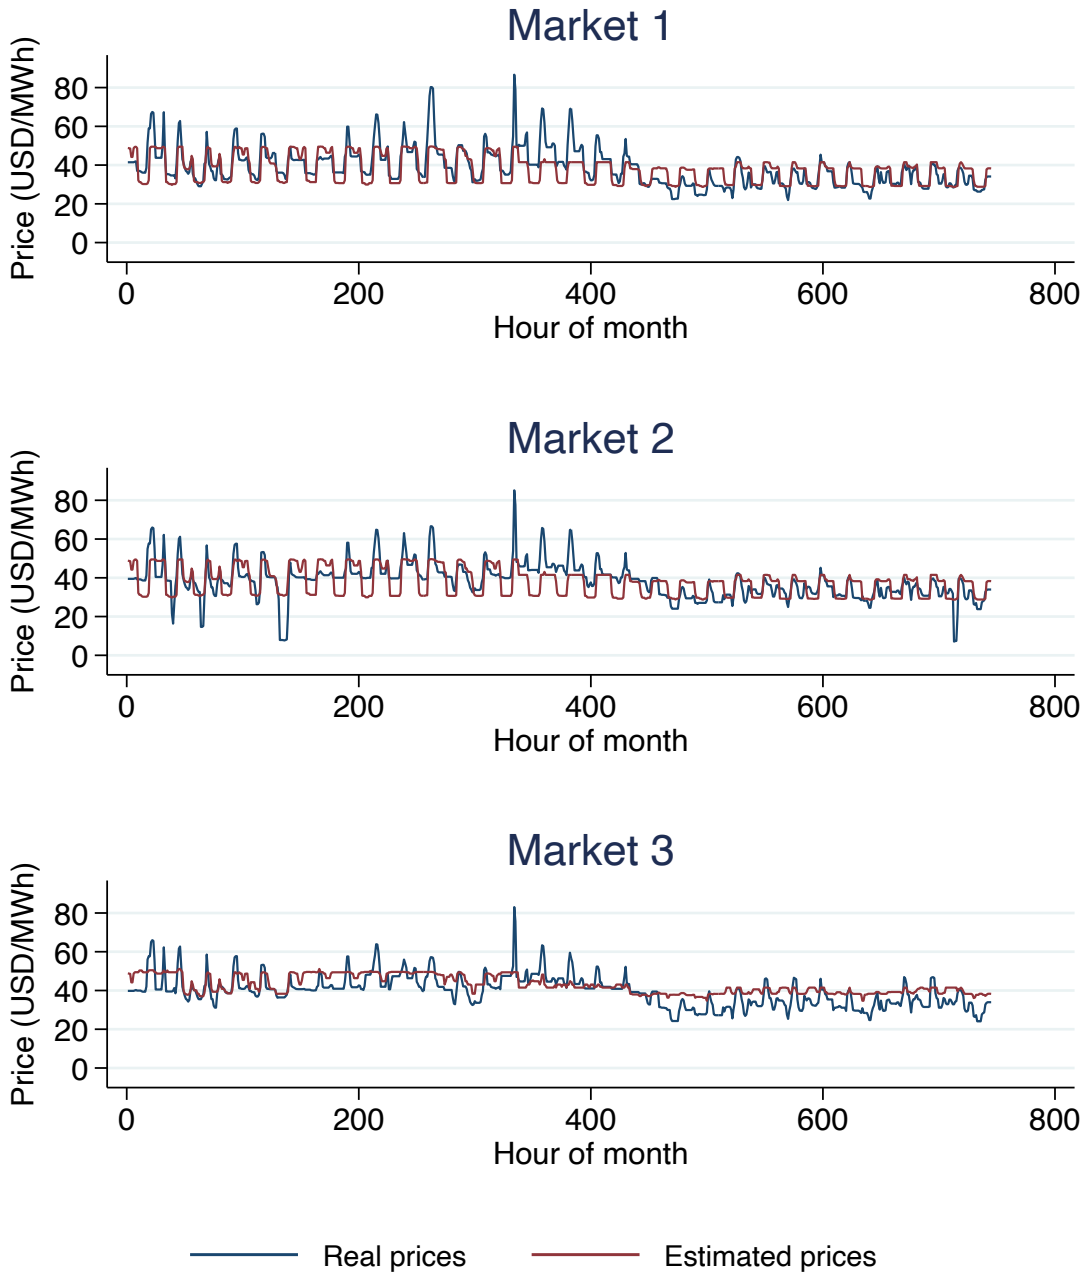 Market 1
Price (USD/MWh)
80
60
40
20
0
0 200 400 600 800
Hour of month
Market 2
Price (USD/MWh)
80
60
40
20
0
0 200 400 600 800
Hour of month
Market 3
Price (USD/MWh)
80
60
40
20
0
0 200 400 600 800
Hour of month
Real prices Estimated prices